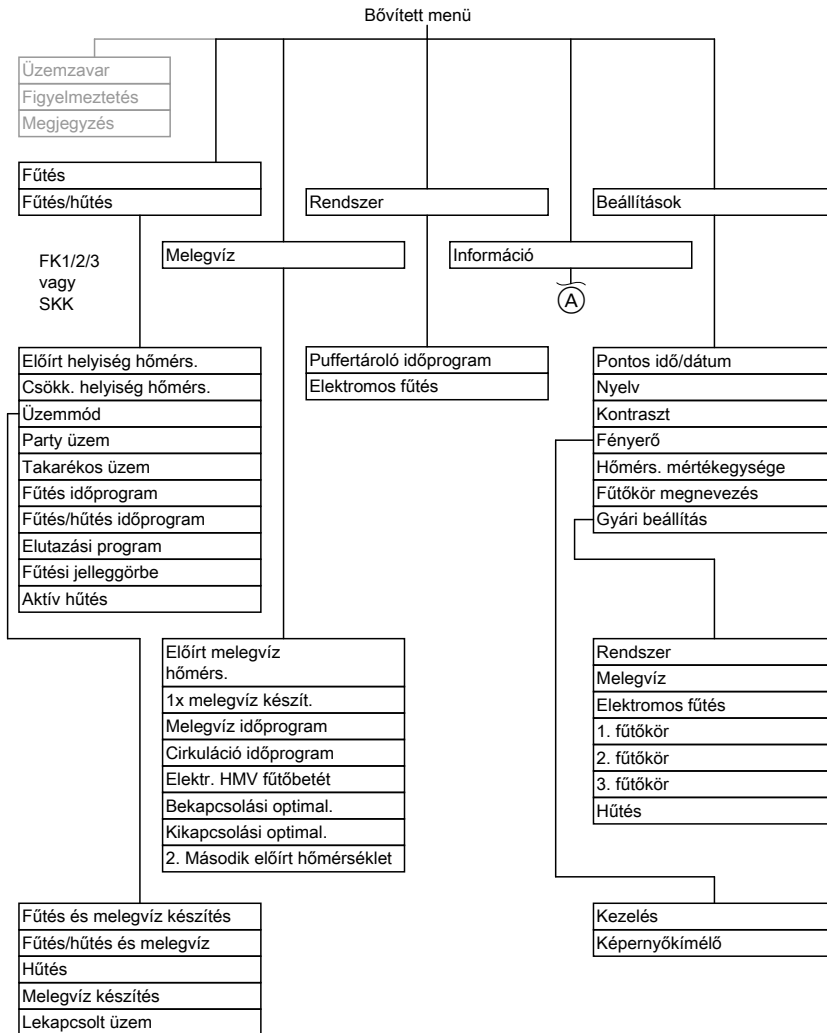 Bővített menü
Üzemzavar
Figyelmeztetés
Megjegyzés
Fűtés
Fűtés/hűtés
Rendszer
Beállítások
Melegvíz
Információ
FK1/2/3
vagy
SKK
A
Előírt helyiség hőmérs.
Csökk. helyiség hőmérs.
Üzemmód
Party üzem
Takarékos üzem
Fűtés időprogram
Fűtés/hűtés időprogram
Elutazási program
Fűtési jelleggörbe
Aktív hűtés
Puffertároló időprogram
Elektromos fűtés
Pontos idő/dátum
Nyelv
Kontraszt
Fényerő
Hőmérs. mértékegysége
Fűtőkör megnevezés
Gyári beállítás
Előírt melegvíz
hőmérs.
1x melegvíz készít.
Melegvíz időprogram
Cirkuláció időprogram
Elektr. HMV fűtőbetét
Bekapcsolási optimal.
Kikapcsolási optimal.
2. Második előírt hőmérséklet
Rendszer
Melegvíz
Elektromos fűtés
1. fűtőkör
2. fűtőkör
3. fűtőkör
Hűtés
Fűtés és melegvíz készítés
Fűtés/hűtés és melegvíz
Hűtés
Melegvíz készítés
Lekapcsolt üzem
Kezelés
Képernyőkímélő